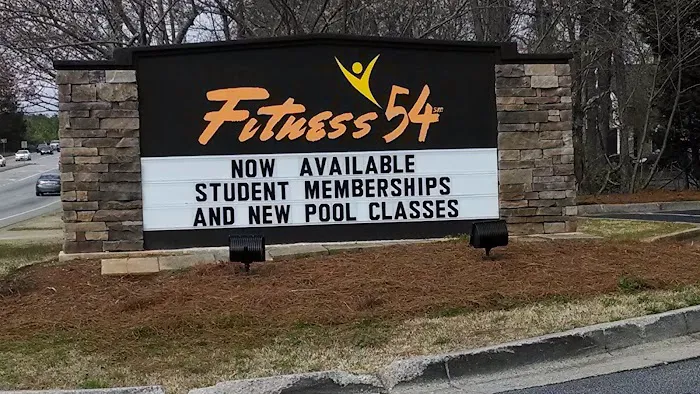 Fitness 54
NOW AVAILABLE
STUDENT MEMBERSHIPS
AND NEW POOL CLASSES